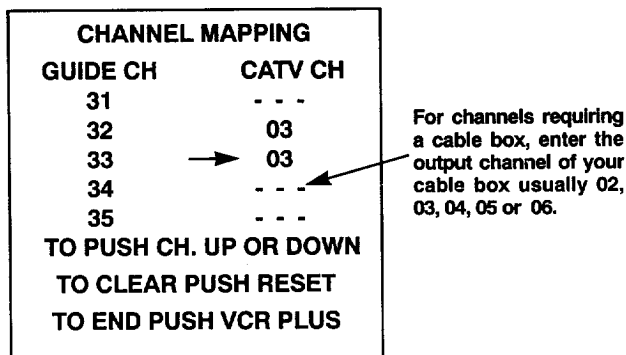 CHANNEL MAPPING
GUIDE CH CATV CH
31 - - -
32 03
33 03
34 - - -
35 - - -
TO PUSH CH. UP OR DOWN
TO CLEAR PUSH RESET
TO END PUSH VCR PLUS
For channels requiring
a cable box, enter the
output channel of your
cable box usually 02,
03, 04, 05 or 06.